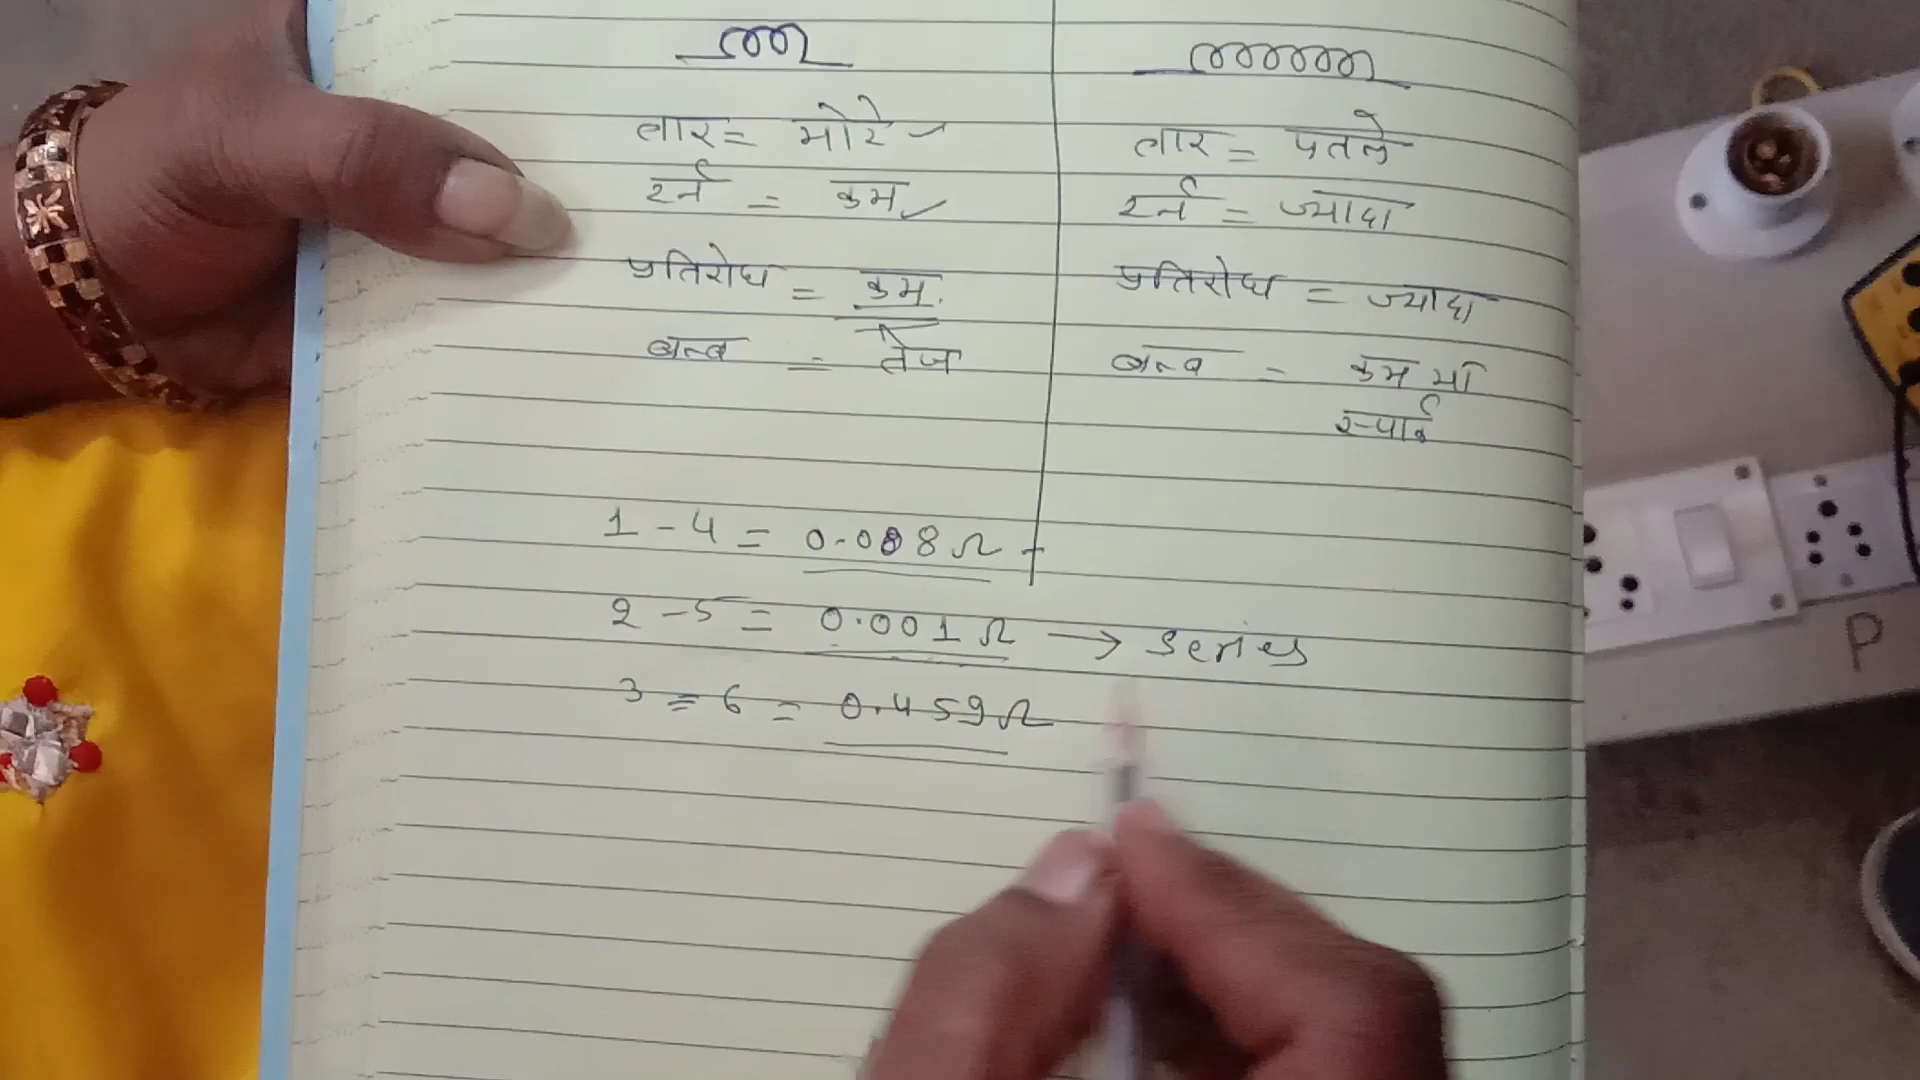 तार = मोटे
टर्न = कम
प्रतिरोध = कम.
बल्ब = तेज
तार = पतले
टर्न = ज्यादा
प्रतिरोध = ज्यादा
बल्ब = कम या
स्पार्क
1 - 4 = 0.008 Ω
2 - 5 = 0.001 Ω → series
3 = 6 = 0.459 Ω
P